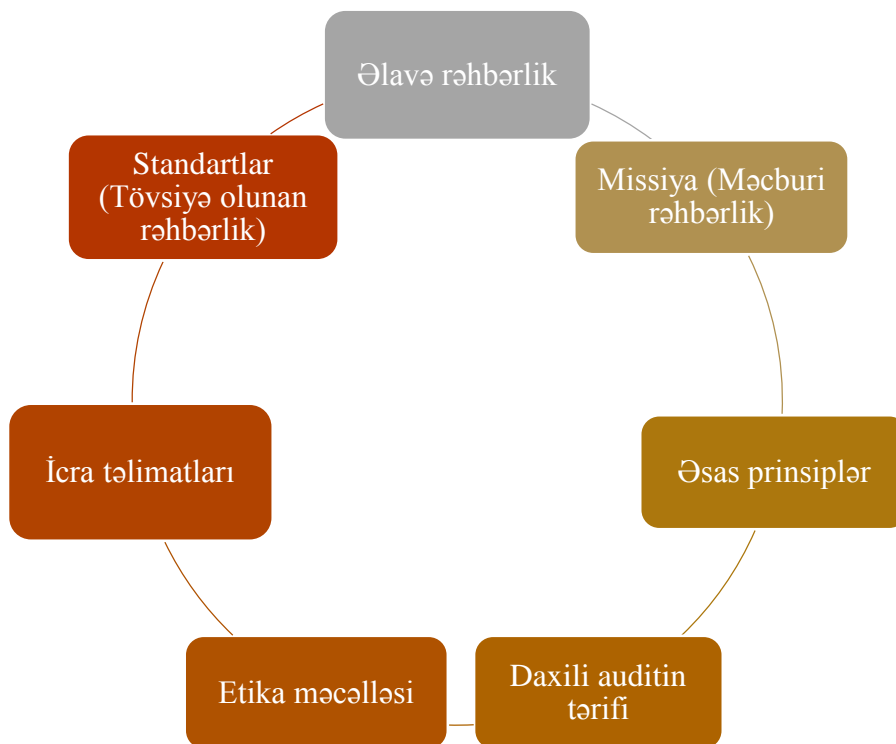 Əlavə rəhbərlik
Missiya (Məcburi
rəhbərlik)
Əsas prinsiplər
Daxili auditin
tərifi
Etika məcəlləsi
İcra təlimatları
Standartlar
(Tövsiyə olunan
rəhbərlik)